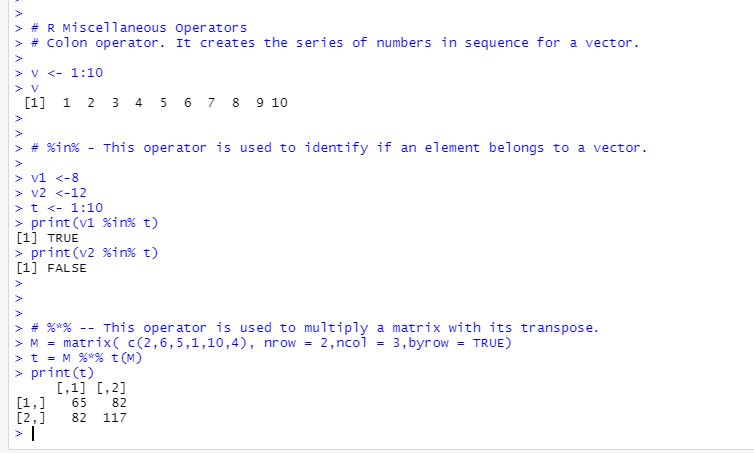 >
>
> # R Miscellaneous Operators
> # Colon operator. It creates the series of numbers in sequence for a vector.
>
> v <- 1:10
> v
 [1]  1  2  3  4  5  6  7  8  9 10
>
>
> # %in% - This operator is used to identify if an element belongs to a vector.
>
> v1 <-8
> v2 <-12
> t <- 1:10
> print(v1 %in% t)
[1] TRUE
> print(v2 %in% t)
[1] FALSE
>
>
>
> # %*% -- This operator is used to multiply a matrix with its transpose.
> M = matrix( c(2,6,5,1,10,4), nrow = 2,ncol = 3,byrow = TRUE)
> t = M %*% t(M)
> print(t)
     [,1] [,2]
[1,]   65   82
[2,]   82  117
>